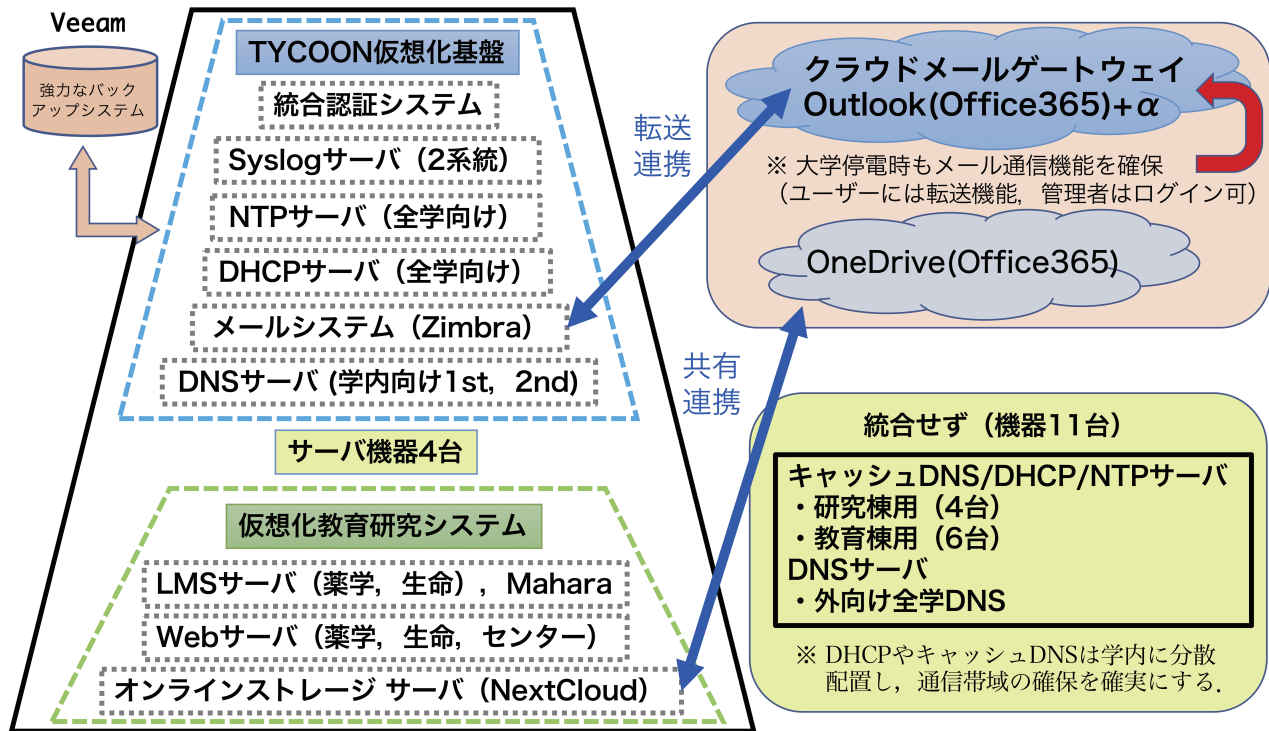 Veeam
強力なバック
アップシステム
TYCOON仮想化基盤
統合認証システム
Syslogサーバ（2系統）
NTPサーバ（全学向け）
DHCPサーバ（全学向け）
メールシステム（Zimbra）
DNSサーバ (学内向け1st，2nd)
サーバ機器4台
仮想化教育研究システム
LMSサーバ（薬学，生命）, Mahara
Webサーバ（薬学，生命，センター）
オンラインストレージ サーバ（NextCloud）
転送
連携
共有
連携
クラウドメールゲートウェイ
Outlook(Office365)+α
※ 大学停電時もメール通信機能を確保
（ユーザーには転送機能，管理者はログイン可）
OneDrive(Office365)
統合せず（機器11台）
キャッシュDNS/DHCP/NTPサーバ
・研究棟用（4台）
・教育棟用（6台）
DNSサーバ
・外向け全学DNS
※ DHCPやキャッシュDNSは学内に分散
配置し，通信帯域の確保を確実にする．